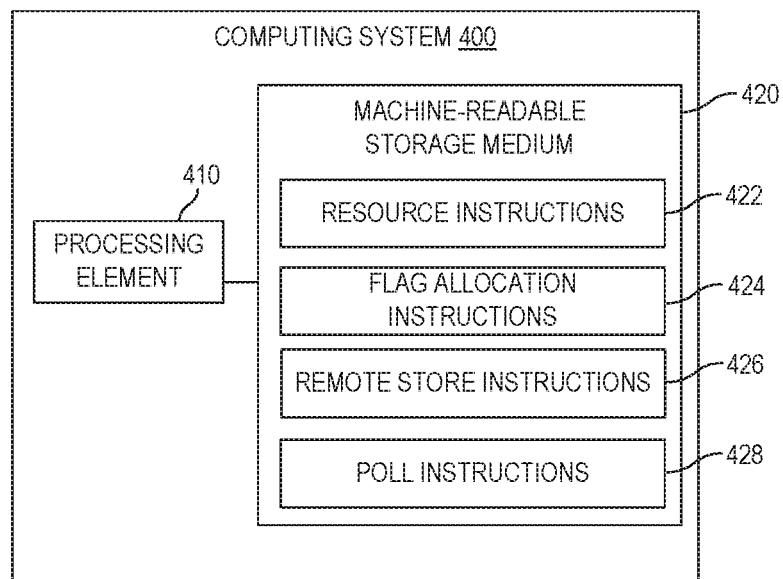 COMPUTING SYSTEM 400
MACHINE-READABLE
STORAGE MEDIUM
420
410
PROCESSING
ELEMENT
RESOURCE INSTRUCTIONS
422
FLAG ALLOCATION
INSTRUCTIONS
424
REMOTE STORE INSTRUCTIONS
426
POLL INSTRUCTIONS
428